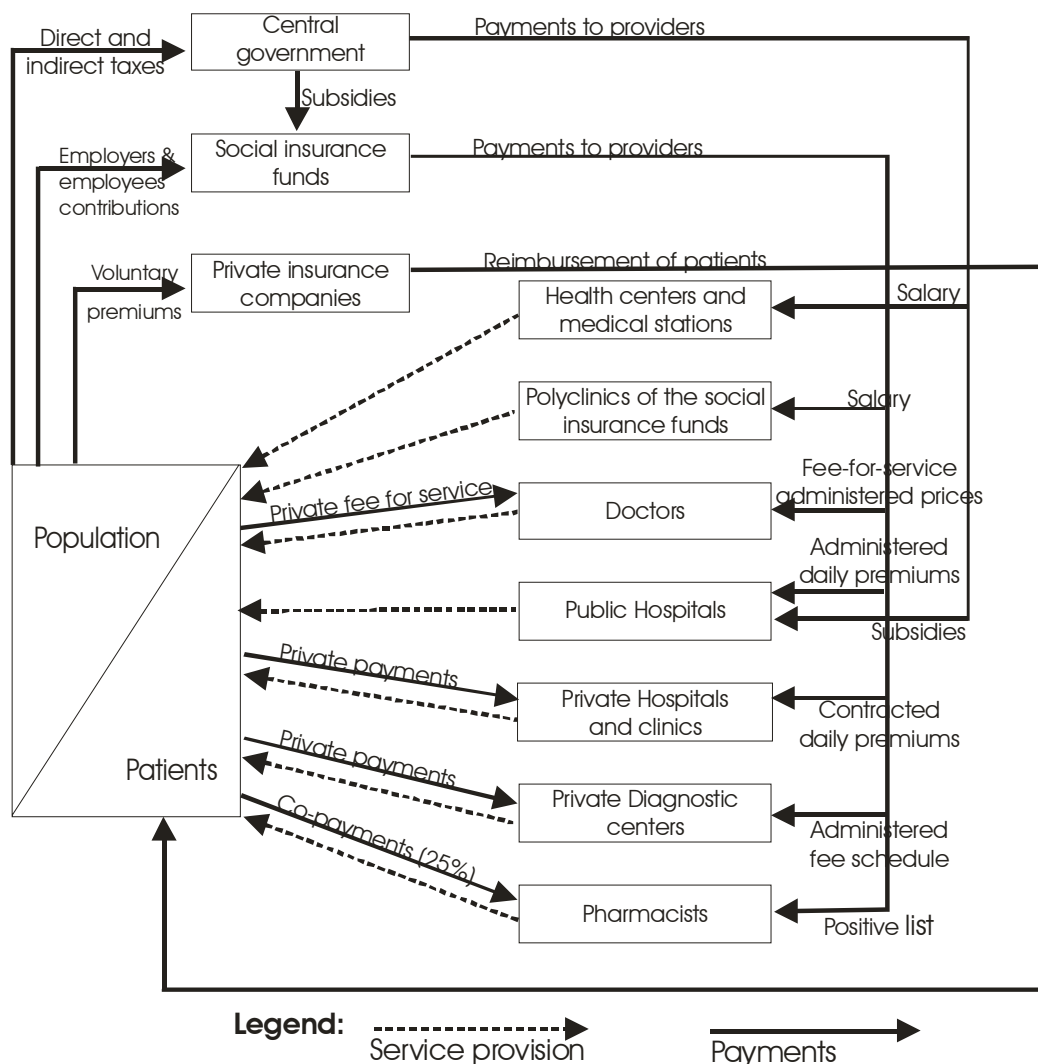 Direct and
indirect taxes
Central
government
Payments to providers
Subsidies
Employers &
employees
contributions
Social insurance
funds
Payments to providers
Voluntary
premiums
Private insurance
companies
Reimbursement of patients
Health centers and
medical stations
Salary
Polyclinics of the social
insurance funds
Salary
Private fee for service
Doctors
Fee-for-service
administered prices
Population
Public Hospitals
Administered
daily premiums
Subsidies
Private payments
Private Hospitals
and clinics
Contracted
daily premiums
Patients
Private payments
Private Diagnostic
centers
Administered
fee schedule
Co-payments (25%)
Pharmacists
Positive list
Legend:
Service provision
Payments